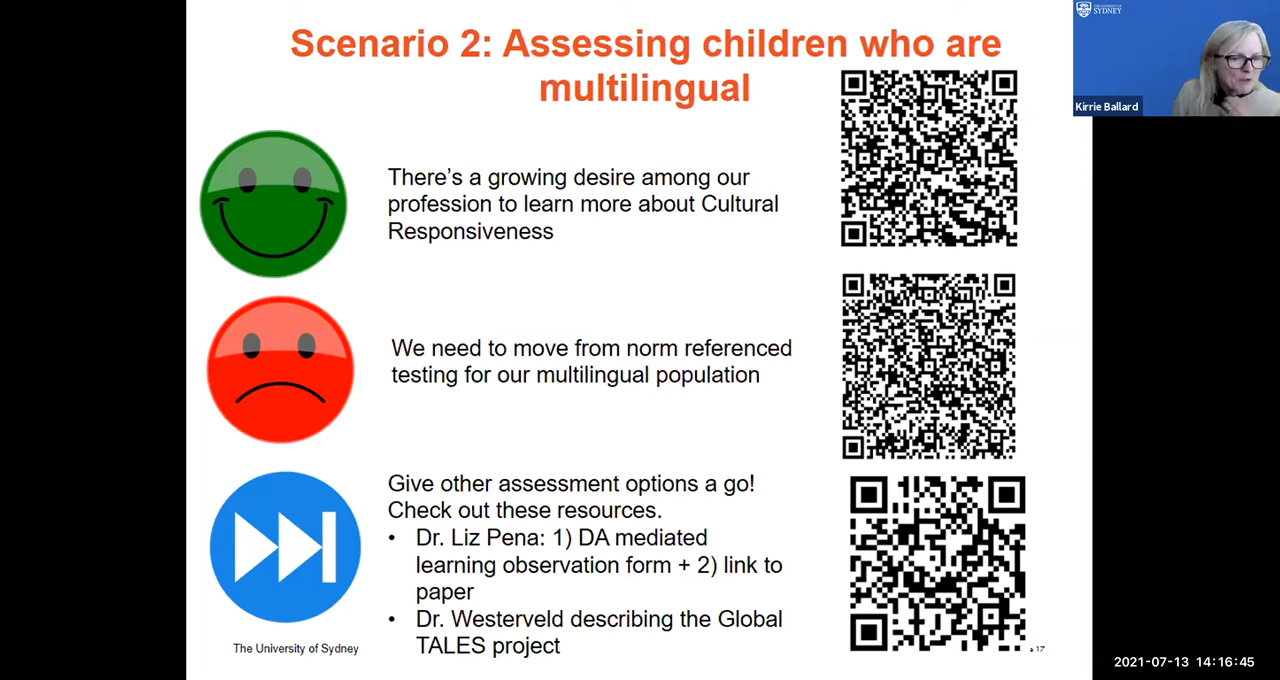 Scenario 2: Assessing children who are
multilingual
There's a growing desire among our
profession to learn more about Cultural
Responsiveness
We need to move from norm referenced
testing for our multilingual population
Give other assessment options a go!
Check out these resources.
• Dr. Liz Pena: 1) DA mediated
learning observation form + 2) link to
paper
• Dr. Westerveld describing the Global
TALES project
The University of Sydney
17
SYDNEY
Kirrie Ballard
2021-07-13 14:16:45